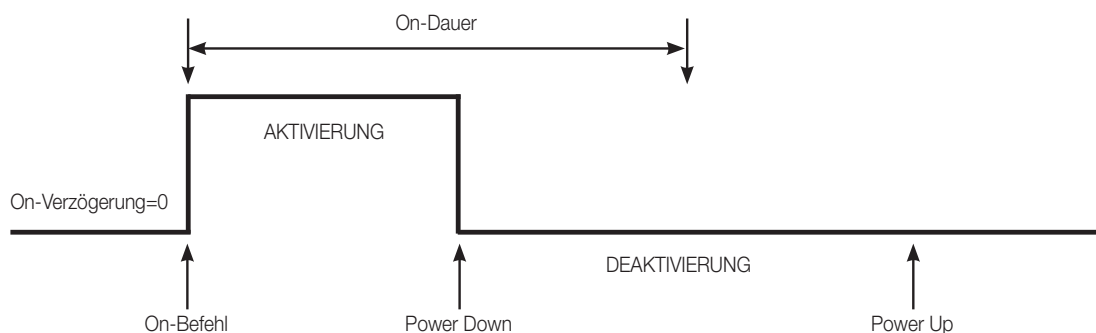 On-Dauer
AKTIVIERUNG
On-Verzögerung=0
DEAKTIVIERUNG
On-Befehl
Power Down
Power Up